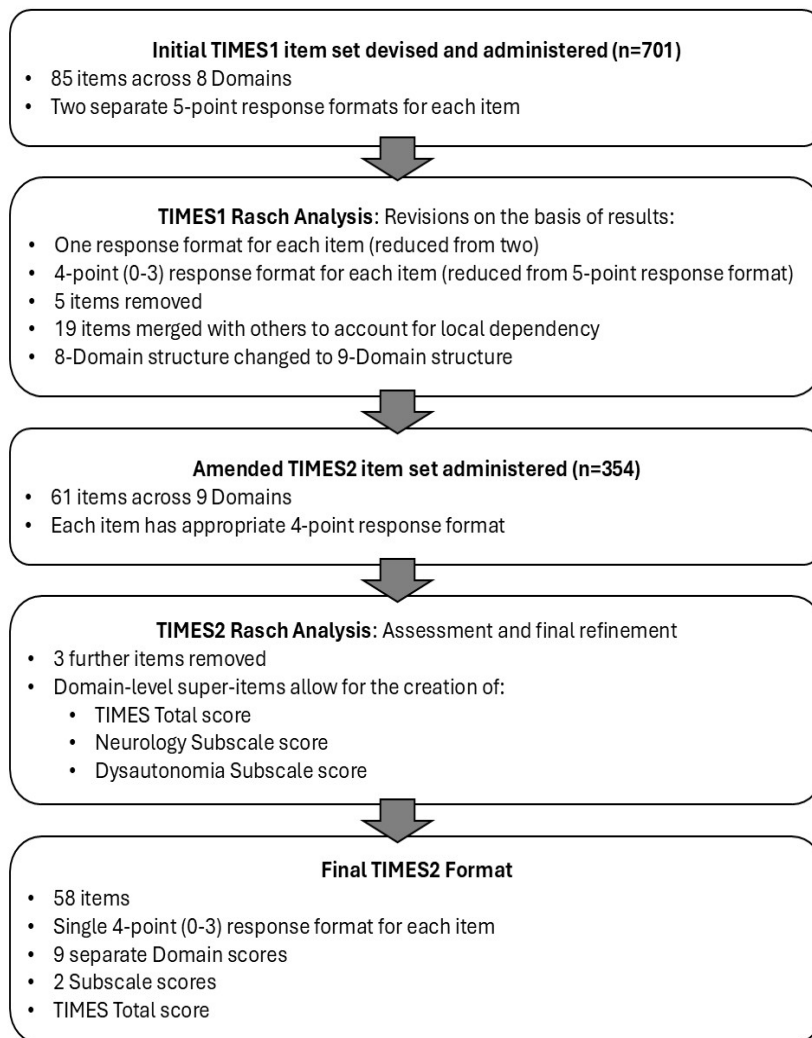 Initial TIMES1 item set devised and administered (n=701)
• 85 items across 8 Domains
• Two separate 5-point response formats for each item
TIMES1 Rasch Analysis: Revisions on the basis of results:
• One response format for each item (reduced from two)
• 4-point (0-3) response format for each item (reduced from 5-point response format)
• 5 items removed
• 19 items merged with others to account for local dependency
• 8-Domain structure changed to 9-Domain structure
Amended TIMES2 item set administered (n=354)
• 61 items across 9 Domains
• Each item has appropriate 4-point response format
TIMES2 Rasch Analysis: Assessment and final refinement
• 3 further items removed
• Domain-level super-items allow for the creation of:
• TIMES Total score
• Neurology Subscale score
• Dysautonomia Subscale score
Final TIMES2 Format
• 58 items
• Single 4-point (0-3) response format for each item
• 9 separate Domain scores
• 2 Subscale scores
• TIMES Total score